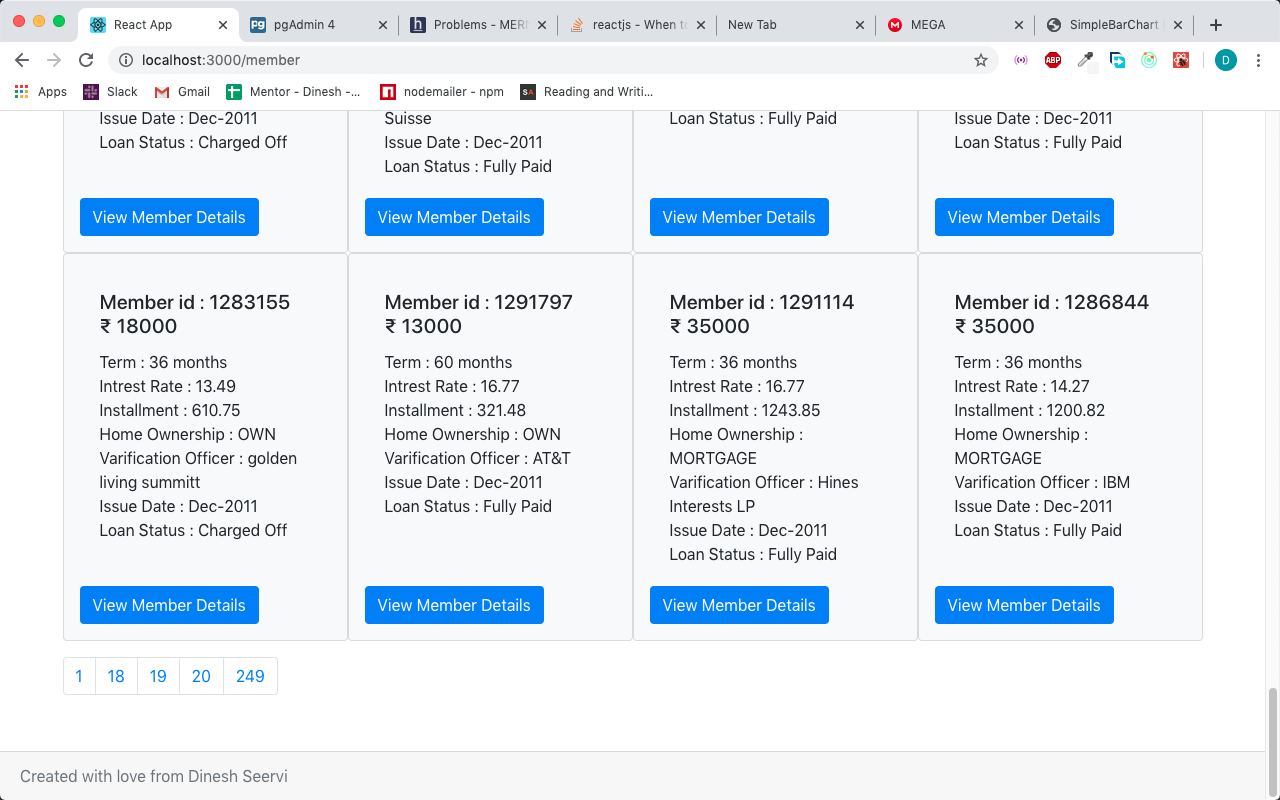 React App
pgAdmin 4
Problems - MERN
reactjs - When to
New Tab
MEGA
SimpleBarChart
localhost:3000/member
ABP
D
Apps
Slack
Gmail
Mentor - Dinesh -...
nodemailer - npm
Reading and Writi...
Issue Date : Dec-2011
Loan Status : Charged Off
View Member Details
Suisse
Issue Date : Dec-2011
Loan Status : Fully Paid
View Member Details
Loan Status : Fully Paid
View Member Details
Issue Date : Dec-2011
Loan Status : Fully Paid
View Member Details
Member id : 1283155
₹ 18000
Term : 36 months
Intrest Rate : 13.49
Installment : 610.75
Home Ownership : OWN
Varification Officer : golden
living summitt
Issue Date : Dec-2011
Loan Status : Charged Off
View Member Details
Member id : 1291797
₹ 13000
Term : 60 months
Intrest Rate : 16.77
Installment : 321.48
Home Ownership : OWN
Varification Officer : AT&T
Issue Date : Dec-2011
Loan Status : Fully Paid
View Member Details
Member id : 1291114
₹ 35000
Term : 36 months
Intrest Rate : 16.77
Installment : 1243.85
Home Ownership :
MORTGAGE
Varification Officer : Hines
Interests LP
Issue Date : Dec-2011
Loan Status : Fully Paid
View Member Details
Member id : 1286844
₹ 35000
Term : 36 months
Intrest Rate : 14.27
Installment : 1200.82
Home Ownership :
MORTGAGE
Varification Officer : IBM
Issue Date : Dec-2011
Loan Status : Fully Paid
View Member Details
1 18 19 20 249
Created with love from Dinesh Seervi